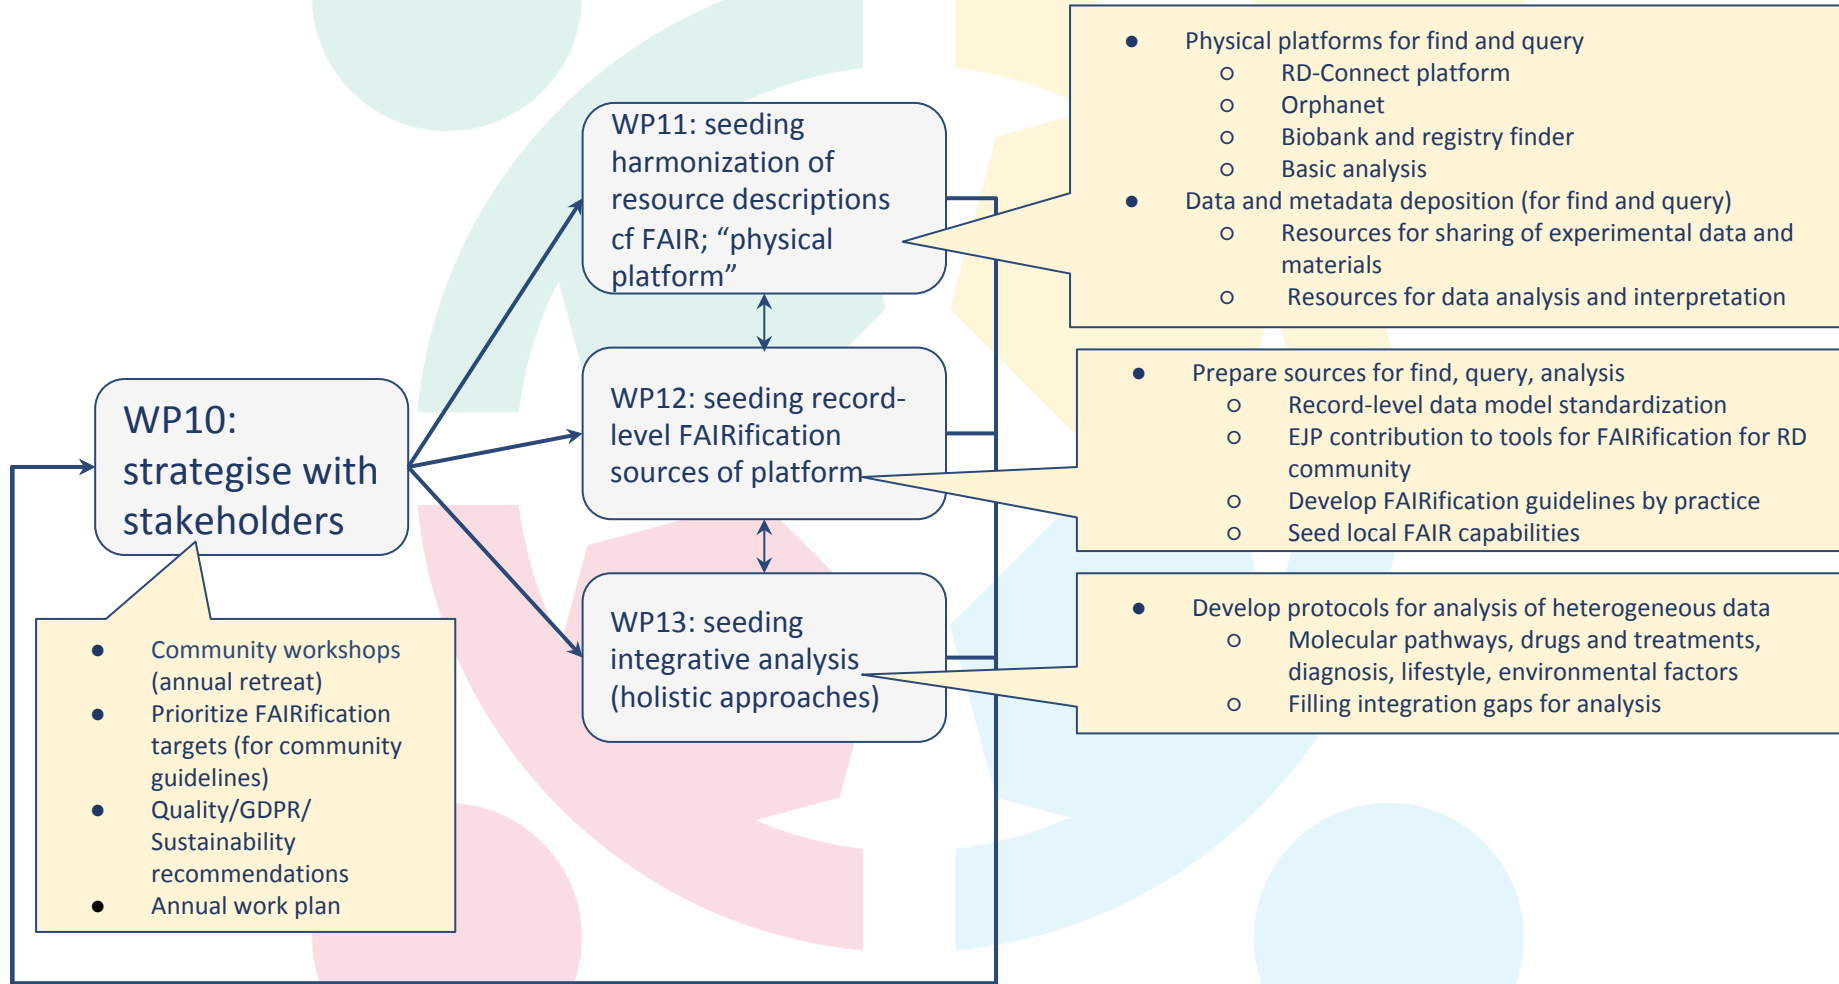 WP10:
strategise with
stakeholders
● Community workshops
(annual retreat)
● Prioritize FAIRification
targets (for community
guidelines)
● Quality/GDPR/
Sustainability
recommendations
● Annual work plan
WP11: seeding
harmonization of
resource descriptions
cf FAIR; “physical
platform”
WP12: seeding record-
level FAIRification
sources of platform
WP13: seeding
integrative analysis
(holistic approaches)
● Physical platforms for find and query
○ RD-Connect platform
○ Orphanet
○ Biobank and registry finder
○ Basic analysis
● Data and metadata deposition (for find and query)
○ Resources for sharing of experimental data and
materials
○ Resources for data analysis and interpretation
● Prepare sources for find, query, analysis
○ Record-level data model standardization
○ EJP contribution to tools for FAIRification for RD
community
○ Develop FAIRification guidelines by practice
○ Seed local FAIR capabilities
● Develop protocols for analysis of heterogeneous data
○ Molecular pathways, drugs and treatments,
diagnosis, lifestyle, environmental factors
○ Filling integration gaps for analysis